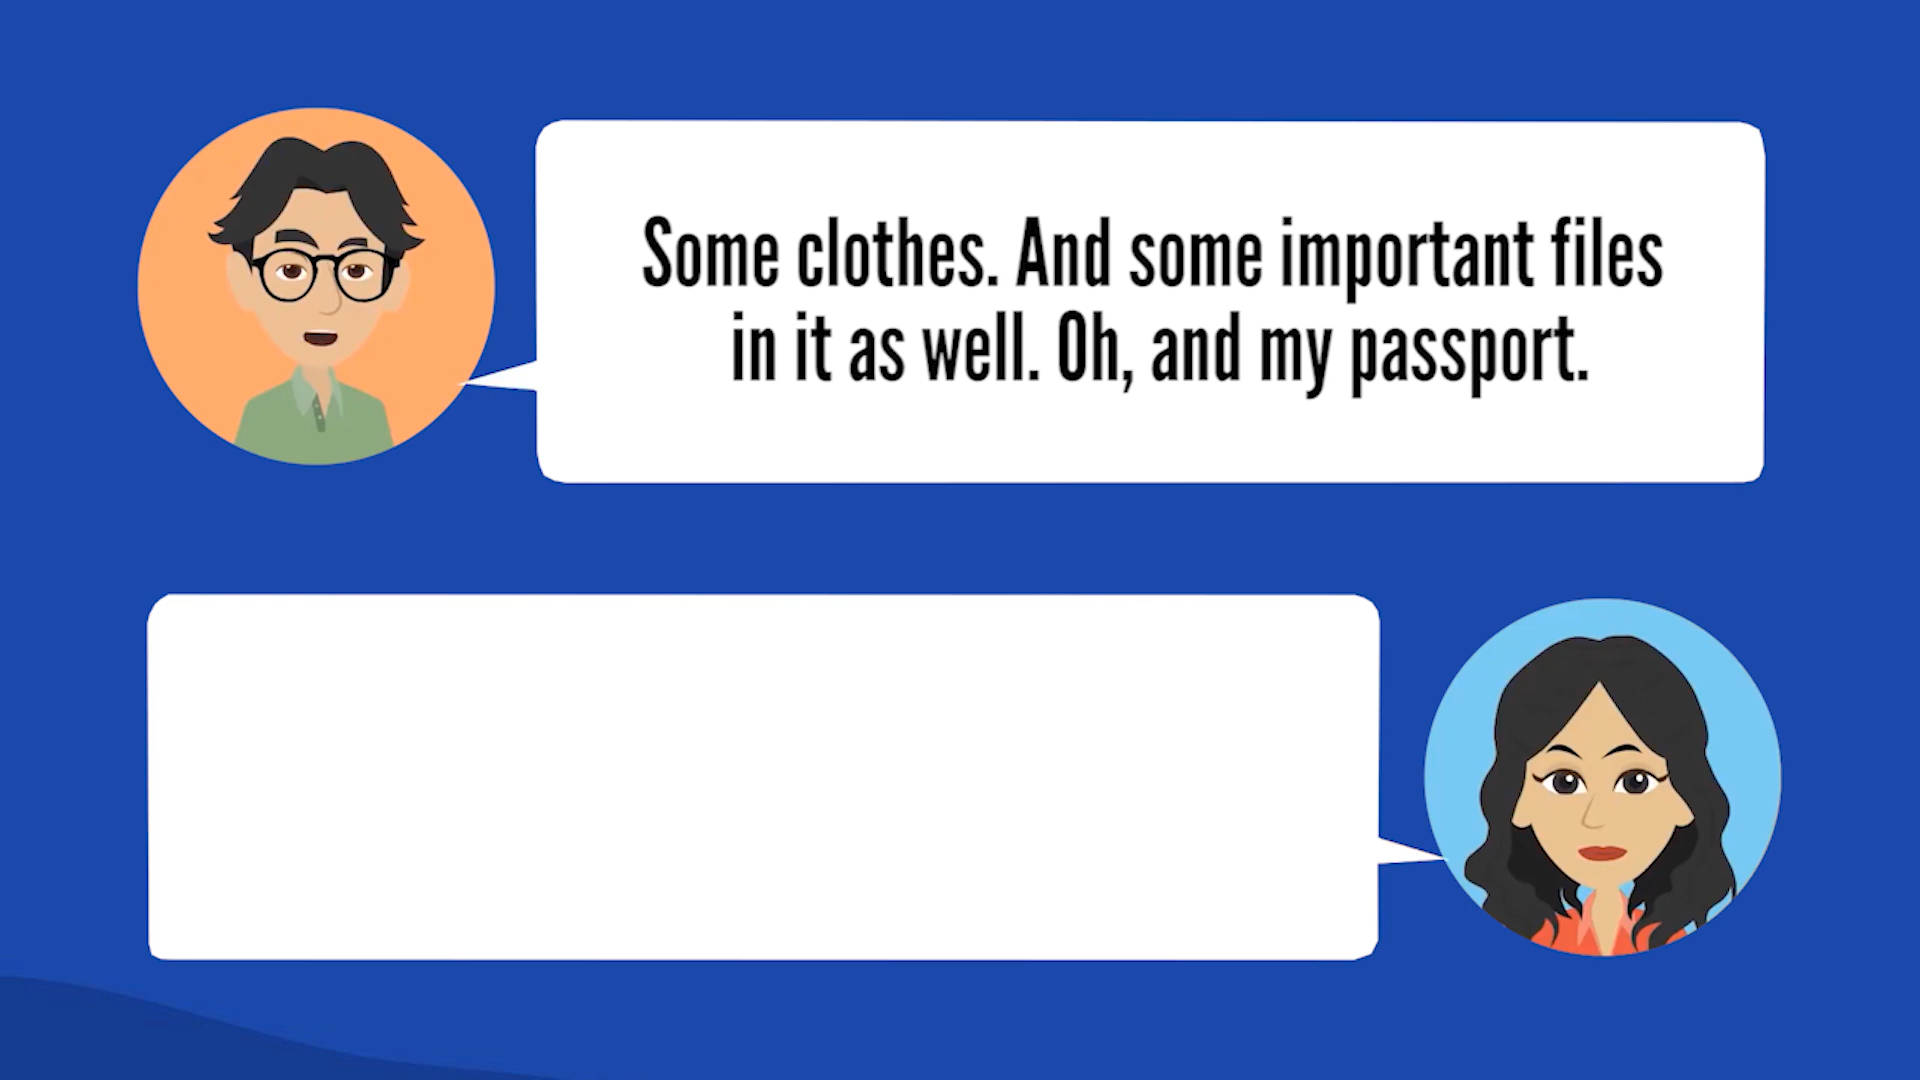 Some clothes. And some important files
in it as well. Oh, and my passport.